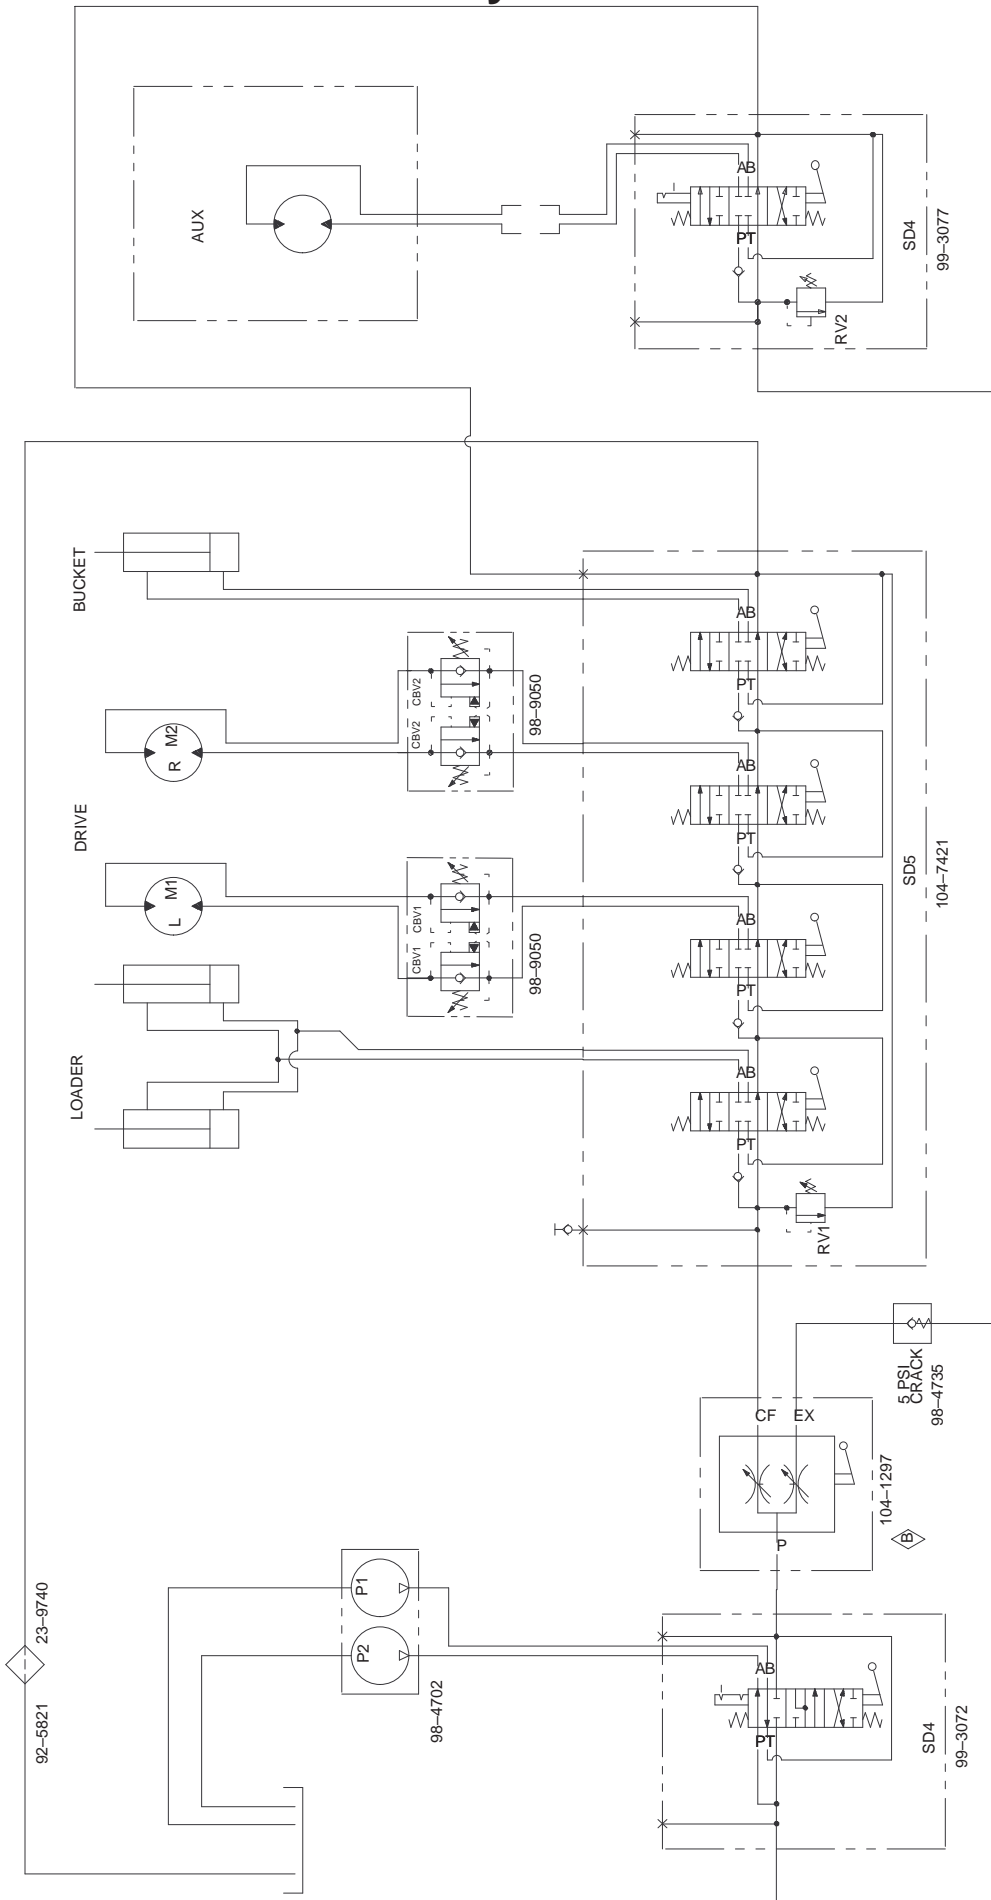 AUX
AB
PT
SD4
99–3077
RV2
BUCKET
CBV2
CBV2
98–9050
M2
R
DRIVE
M1
L
CBV1
CBV1
98–9050
LOADER
AB
PT
AB
PT
AB
PT
AB
PT
SD5
104–7421
RV1
5 PSI
CRACK
98–4735
CF
EX
P
104–1297
B
23–9740
92–5821
P1
P2
98–4702
AB
PT
SD4
99–3072